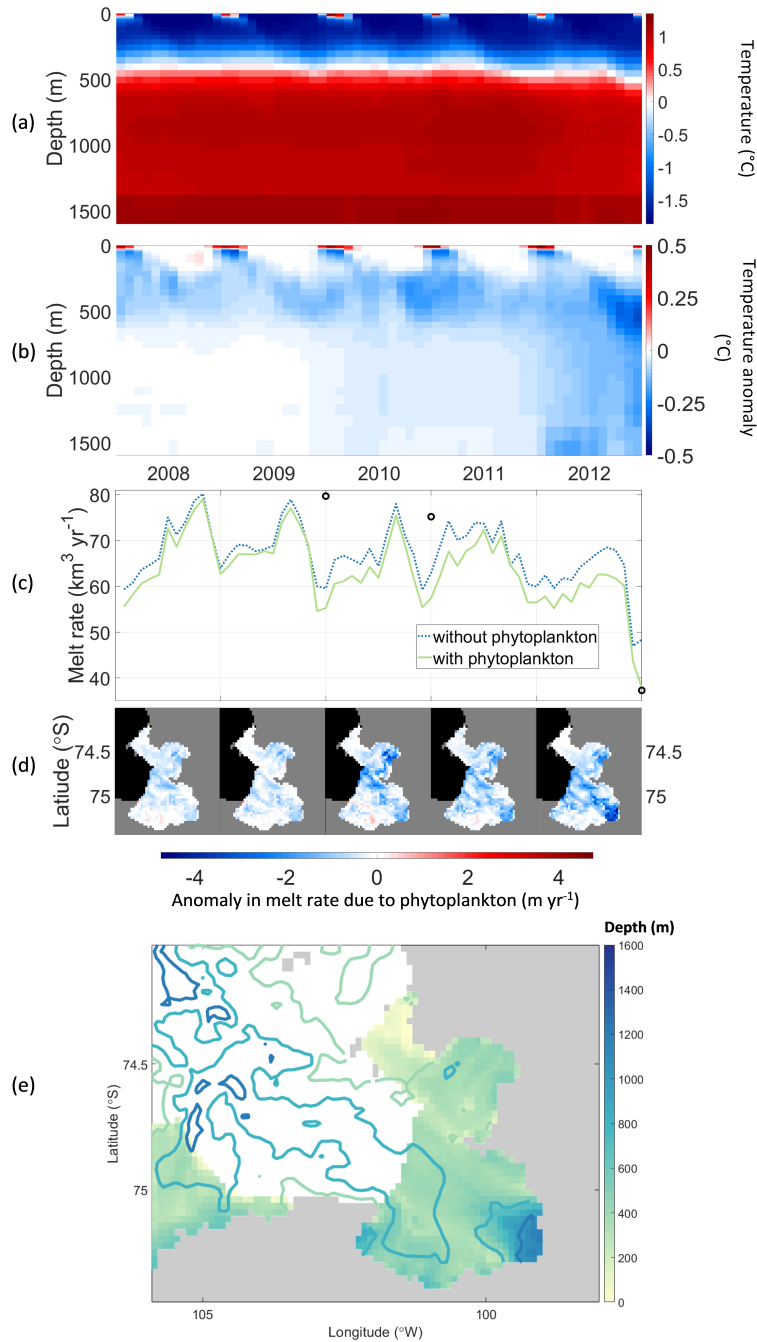 (a)
Depth (m)
0
500
1000
1500
1
0.5
0
-0.5
-1
-1.5
Temperature (°C)
(b)
Depth (m)
0
500
1000
1500
0.5
0.25
0
-0.25
-0.5
Temperature anomaly
(°C)
2008 2009 2010 2011 2012
(c)
Melt rate (km³ yr⁻¹)
80
70
60
50
40
without phytoplankton
with phytoplankton
(d)
Latiude (°S)
74.5
75
74.5
75
-4 -2 0 2 4
Anomaly in melt rate due to phytoplankton (m yr⁻¹)
(e)
Latitude (°S)
74.5
75
105 100
Longitude (°W)
Depth (m)
1600
1400
1200
1000
800
600
400
200
0